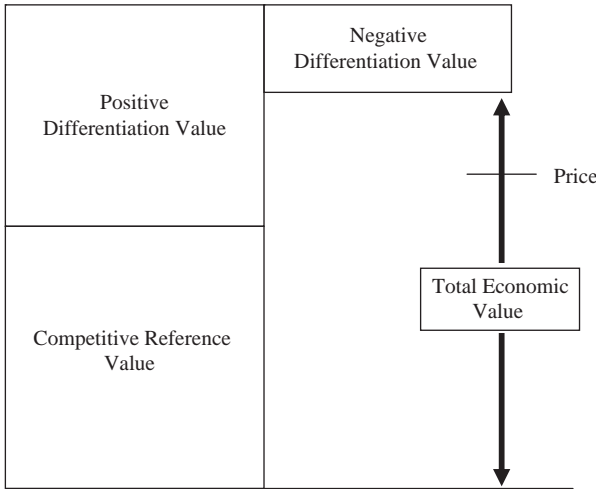 Negative
Differentiation Value
Positive
Differentiation Value
Price
Total Economic
Value
Competitive Reference
Value